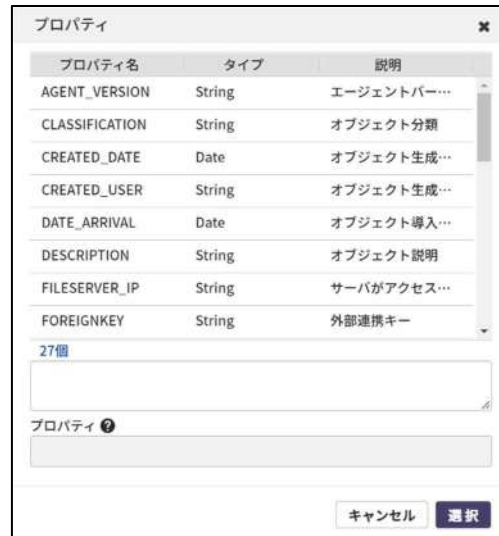 プロパティ ✖
プロパティ名 タイプ 説明
AGENT_VERSION String エージェントバー…
CLASSIFICATION String オブジェクト分類
CREATED_DATE Date オブジェクト生成…
CREATED_USER String オブジェクト生成…
DATE_ARRIVAL Date オブジェクト導入…
DESCRIPTION String オブジェクト説明
FILESERVER_IP String サーバがアクセス…
FOREIGNKEY String 外部連携キー
27個
プロパティ ?
キャンセル 選択